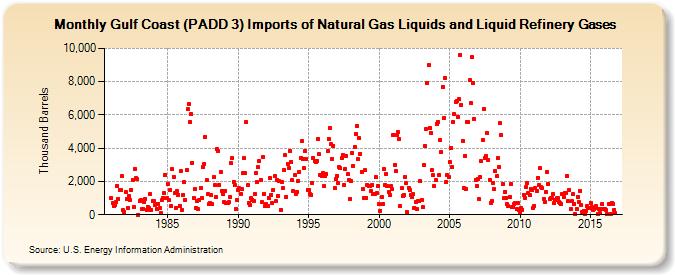 Monthly Gulf Coast (PADD 3) Imports of Natural Gas Liquids and Liquid Refinery Gases
Thousand Barrels
10,000
8,000
6,000
4,000
2,000
0
1985 1990 1995 2000 2005 2010 2015
Source: U.S. Energy Information Administration